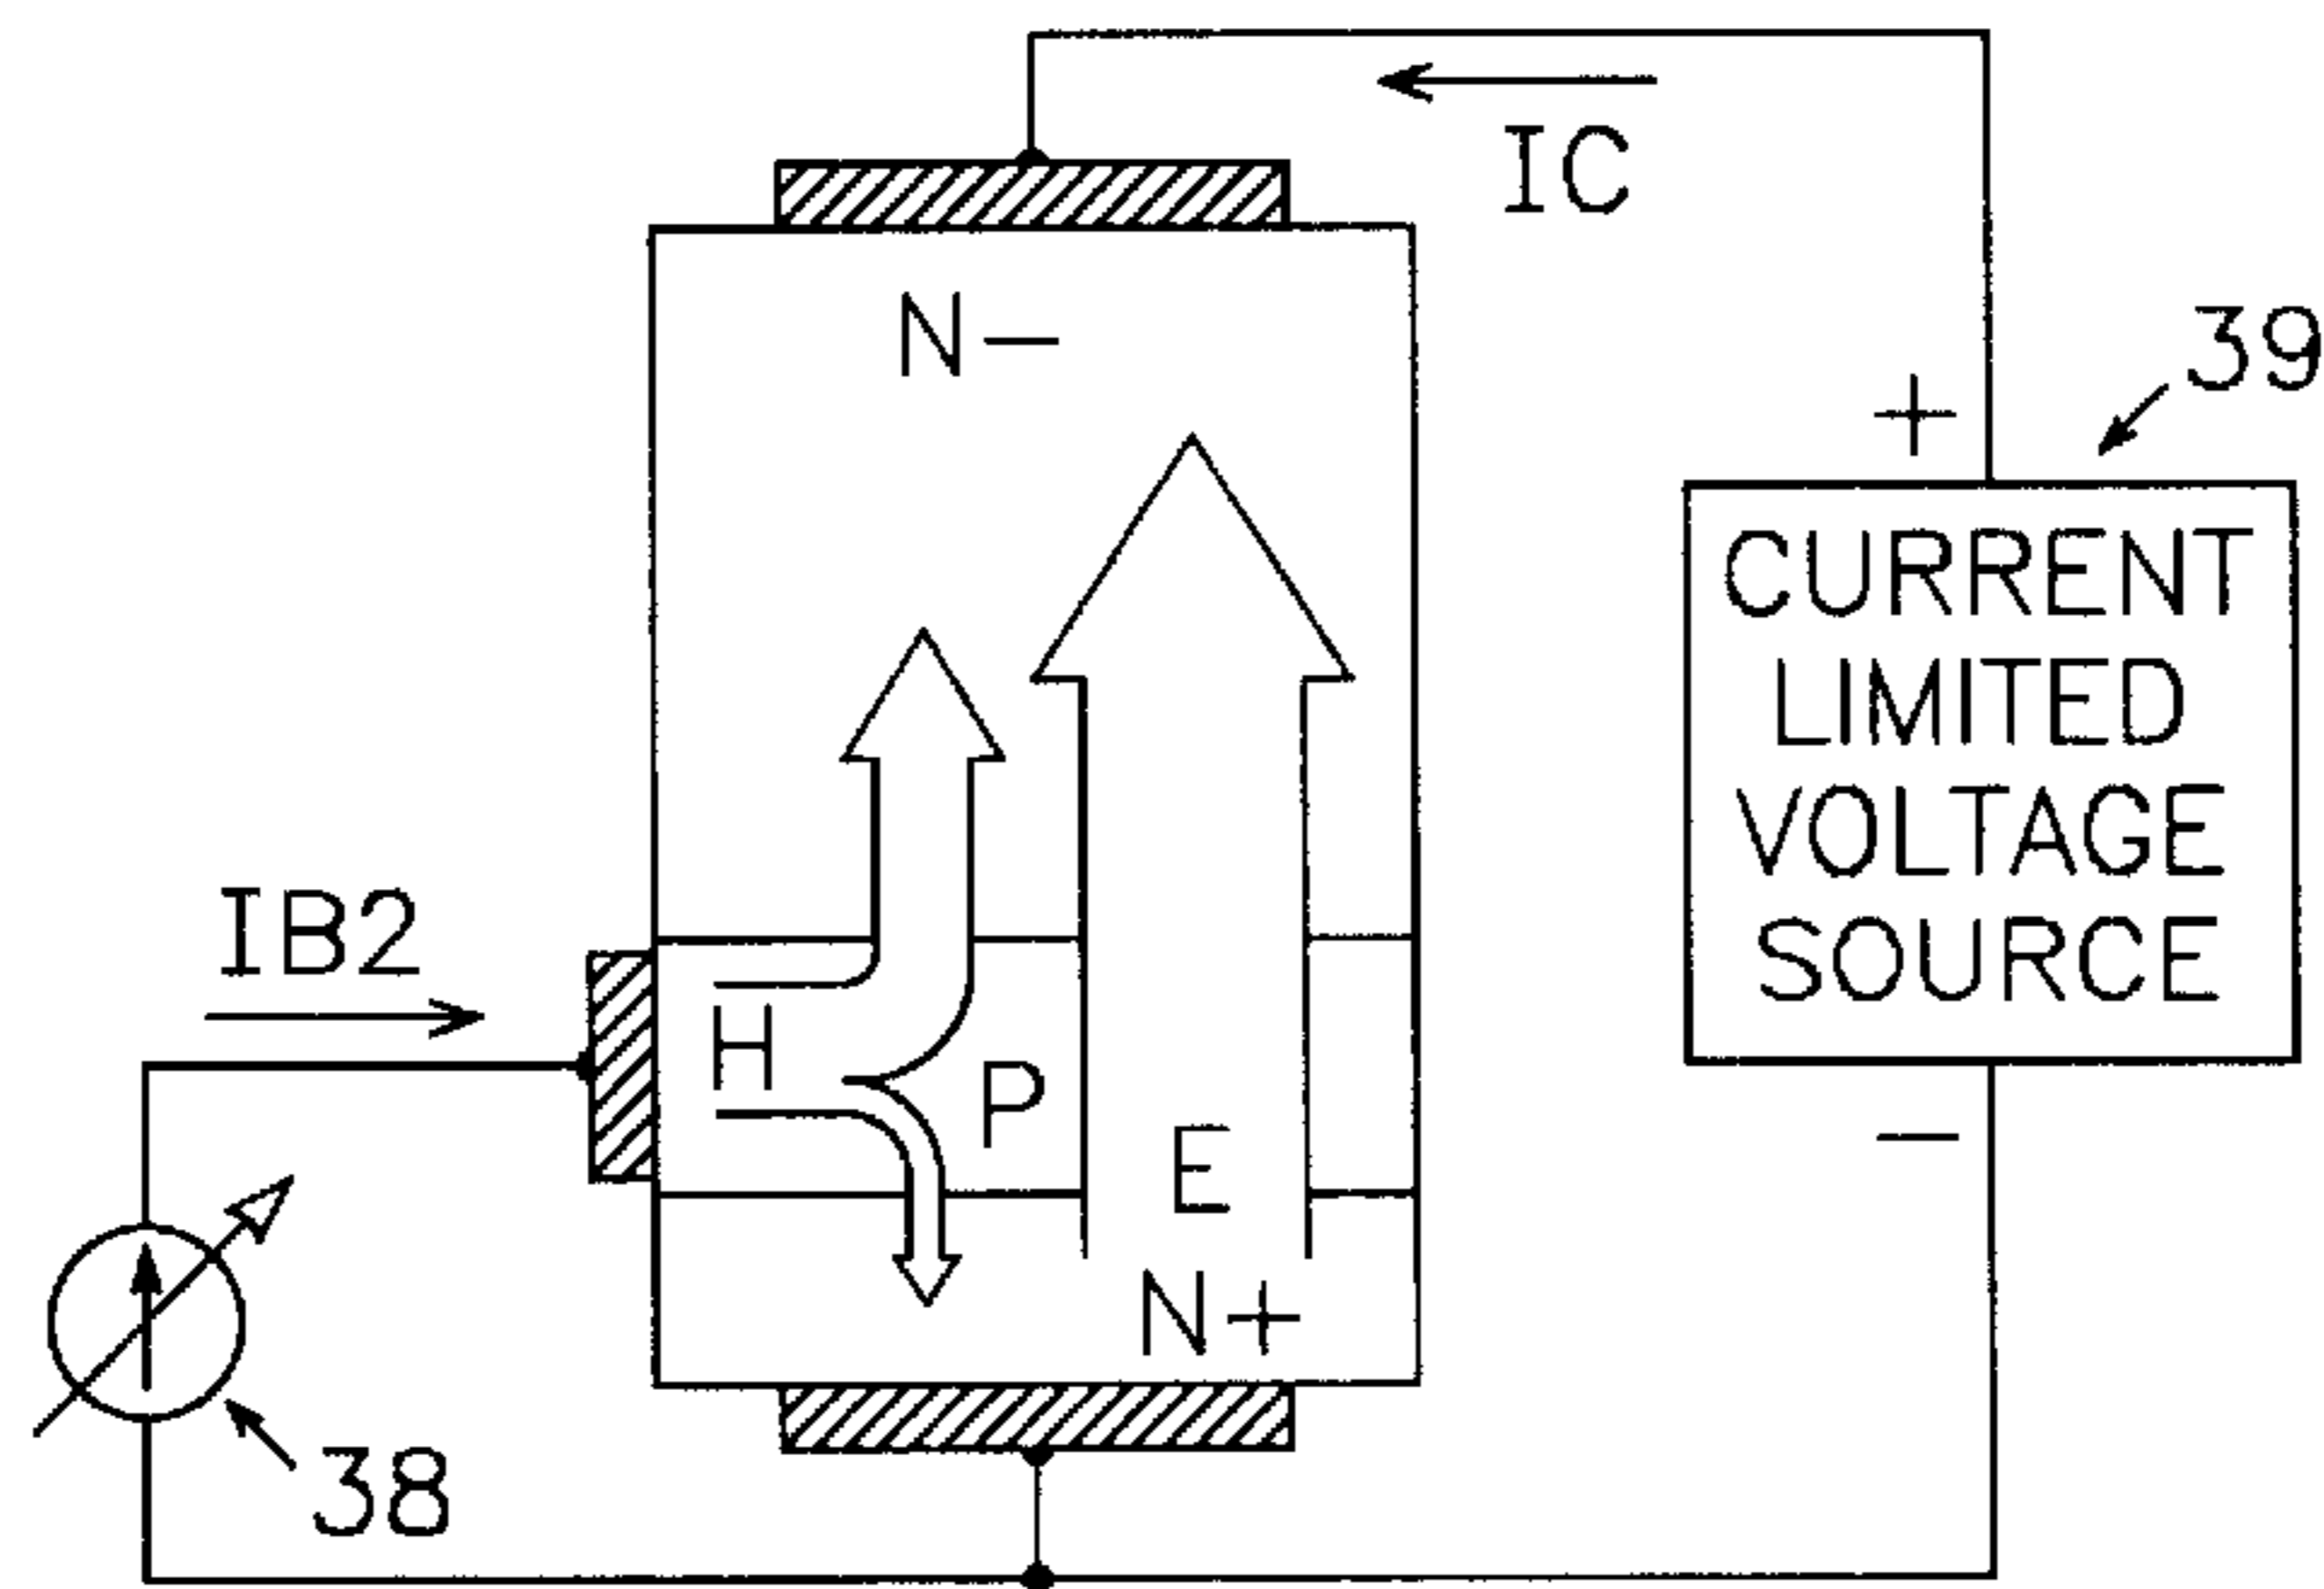 IC
N−
39
+
CURRENT
LIMITED
VOLTAGE
SOURCE
IB2
H
P
E
−
N+
38